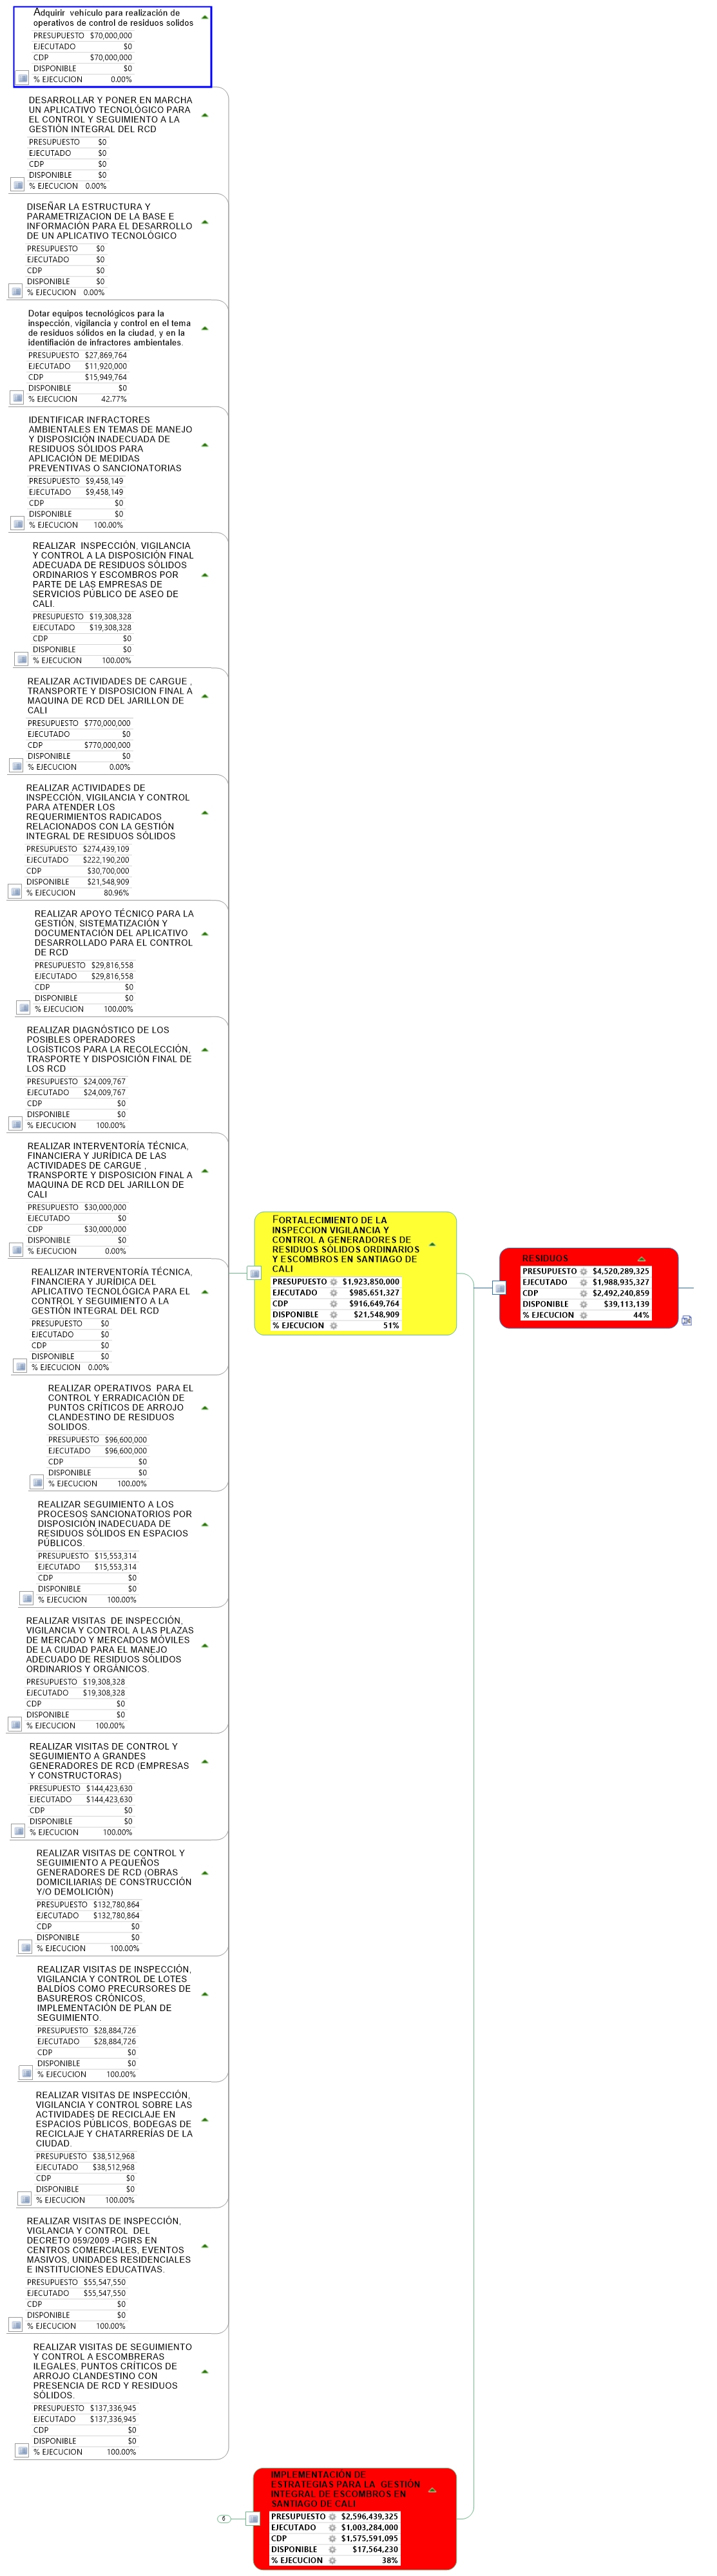 Adquirir  vehículo para realización de
operativos de control de residuos solidos
PRESUPUESTO $70,000,000
EJECUTADO $0
CDP $70,000,000
DISPONIBLE $0
% EJECUCION 0.00%
DESARROLLAR Y PONER EN MARCHA
UN APLICATIVO TECNOLÓGICO PARA
EL CONTROL Y SEGUIMIENTO A LA
GESTIÓN INTEGRAL DEL RCD
PRESUPUESTO $0
EJECUTADO $0
CDP $0
DISPONIBLE $0
% EJECUCION 0.00%
DISEÑAR LA ESTRUCTURA Y
PARAMETRIZACION DE LA BASE E
INFORMACIÓN PARA EL DESARROLLO
DE UN APLICATIVO TECNOLÓGICO
PRESUPUESTO $0
EJECUTADO $0
CDP $0
DISPONIBLE $0
% EJECUCION 0.00%
Dotar equipos tecnológicos para la
inspección, vigilancia y control en el tema
de residuos sólidos en la ciudad, y en la
identifiación de infractores ambientales.
PRESUPUESTO $27,869,764
EJECUTADO $11,920,000
CDP $15,949,764
DISPONIBLE $0
% EJECUCION 42.77%
IDENTIFICAR INFRACTORES
AMBIENTALES EN TEMAS DE MANEJO
Y DISPOSICIÓN INADECUADA DE
RESIDUOS SÓLIDOS PARA
APLICACIÓN DE MEDIDAS
PREVENTIVAS O SANCIONATORIAS
PRESUPUESTO $9,458,149
EJECUTADO $9,458,149
CDP $0
DISPONIBLE $0
% EJECUCION 100.00%
REALIZAR  INSPECCIÓN, VIGILANCIA
Y CONTROL A LA DISPOSICIÓN FINAL
ADECUADA DE RESIDUOS SÓLIDOS
ORDINARIOS Y ESCOMBROS POR
PARTE DE LAS EMPRESAS DE
SERVICIOS PÚBLICO DE ASEO DE
CALI.
PRESUPUESTO $19,308,328
EJECUTADO $19,308,328
CDP $0
DISPONIBLE $0
% EJECUCION 100.00%
REALIZAR ACTIVIDADES DE CARGUE ,
TRANSPORTE Y DISPOSICION FINAL A
MAQUINA DE RCD DEL JARILLON DE
CALI
PRESUPUESTO $770,000,000
EJECUTADO $0
CDP $770,000,000
DISPONIBLE $0
% EJECUCION 0.00%
REALIZAR ACTIVIDADES DE
INSPECCIÓN, VIGILANCIA Y CONTROL
PARA ATENDER LOS
REQUERIMIENTOS RADICADOS
RELACIONADOS CON LA GESTIÓN
INTEGRAL DE RESIDUOS SÓLIDOS
PRESUPUESTO $274,439,109
EJECUTADO $222,190,200
CDP $30,700,000
DISPONIBLE $21,548,909
% EJECUCION 80.96%
REALIZAR APOYO TÉCNICO PARA LA
GESTIÓN, SISTEMATIZACIÓN Y
DOCUMENTACIÓN DEL APLICATIVO
DESARROLLADO PARA EL CONTROL
DE RCD
PRESUPUESTO $29,816,558
EJECUTADO $29,816,558
CDP $0
DISPONIBLE $0
% EJECUCION 100.00%
REALIZAR DIAGNÓSTICO DE LOS
POSIBLES OPERADORES
LOGÍSTICOS PARA LA RECOLECCIÓN,
TRASPORTE Y DISPOSICIÓN FINAL DE
LOS RCD
PRESUPUESTO $24,009,767
EJECUTADO $24,009,767
CDP $0
DISPONIBLE $0
% EJECUCION 100.00%
REALIZAR INTERVENTORÍA TÉCNICA,
FINANCIERA Y JURÍDICA DE LAS
ACTIVIDADES DE CARGUE ,
TRANSPORTE Y DISPOSICION FINAL A
MAQUINA DE RCD DEL JARILLON DE
CALI
PRESUPUESTO $30,000,000
EJECUTADO $0
CDP $30,000,000
DISPONIBLE $0
% EJECUCION 0.00%
REALIZAR INTERVENTORÍA TÉCNICA,
FINANCIERA Y JURÍDICA DEL
APLICATIVO TECNOLÓGICA PARA EL
CONTROL Y SEGUIMIENTO A LA
GESTIÓN INTEGRAL DEL RCD
PRESUPUESTO $0
EJECUTADO $0
CDP $0
DISPONIBLE $0
% EJECUCION 0.00%
REALIZAR OPERATIVOS  PARA EL
CONTROL Y ERRADICACIÓN DE
PUNTOS CRÍTICOS DE ARROJO
CLANDESTINO DE RESIDUOS
SOLIDOS.
PRESUPUESTO $96,600,000
EJECUTADO $96,600,000
CDP $0
DISPONIBLE $0
% EJECUCION 100.00%
REALIZAR SEGUIMIENTO A LOS
PROCESOS SANCIONATORIOS POR
DISPOSICIÓN INADECUADA DE
RESIDUOS SÓLIDOS EN ESPACIOS
PÚBLICOS.
PRESUPUESTO $15,553,314
EJECUTADO $15,553,314
CDP $0
DISPONIBLE $0
% EJECUCION 100.00%
REALIZAR VISITAS  DE INSPECCIÓN,
VIGILANCIA Y CONTROL A LAS PLAZAS
DE MERCADO Y MERCADOS MÓVILES
DE LA CIUDAD PARA EL MANEJO
ADECUADO DE RESIDUOS SÓLIDOS
ORDINARIOS Y ORGÁNICOS.
PRESUPUESTO $19,308,328
EJECUTADO $19,308,328
CDP $0
DISPONIBLE $0
% EJECUCION 100.00%
REALIZAR VISITAS DE CONTROL Y
SEGUIMIENTO A GRANDES
GENERADORES DE RCD (EMPRESAS
Y CONSTRUCTORAS)
PRESUPUESTO $144,423,630
EJECUTADO $144,423,630
CDP $0
DISPONIBLE $0
% EJECUCION 100.00%
REALIZAR VISITAS DE CONTROL Y
SEGUIMIENTO A PEQUEÑOS
GENERADORES DE RCD (OBRAS
DOMICILIARIAS DE CONSTRUCCIÓN
Y/O DEMOLICIÓN)
PRESUPUESTO $132,780,864
EJECUTADO $132,780,864
CDP $0
DISPONIBLE $0
% EJECUCION 100.00%
REALIZAR VISITAS DE INSPECCIÓN,
VIGILANCIA Y CONTROL DE LOTES
BALDÍOS COMO PRECURSORES DE
BASUREROS CRÓNICOS,
IMPLEMENTACIÓN DE PLAN DE
SEGUIMIENTO.
PRESUPUESTO $28,884,726
EJECUTADO $28,884,726
CDP $0
DISPONIBLE $0
% EJECUCION 100.00%
REALIZAR VISITAS DE INSPECCIÓN,
VIGILANCIA Y CONTROL SOBRE LAS
ACTIVIDADES DE RECICLAJE EN
ESPACIOS PÚBLICOS, BODEGAS DE
RECICLAJE Y CHATARRERÍAS DE LA
CIUDAD.
PRESUPUESTO $38,512,968
EJECUTADO $38,512,968
CDP $0
DISPONIBLE $0
% EJECUCION 100.00%
REALIZAR VISITAS DE INSPECCIÓN,
VIGLANCIA Y CONTROL  DEL
DECRETO 059/2009 -PGIRS EN
CENTROS COMERCIALES, EVENTOS
MASIVOS, UNIDADES RESIDENCIALES
E INSTITUCIONES EDUCATIVAS.
PRESUPUESTO $55,547,550
EJECUTADO $55,547,550
CDP $0
DISPONIBLE $0
% EJECUCION 100.00%
REALIZAR VISITAS DE SEGUIMIENTO
Y CONTROL A ESCOMBRERAS
ILEGALES, PUNTOS CRÍTICOS DE
ARROJO CLANDESTINO CON
PRESENCIA DE RCD Y RESIDUOS
SÓLIDOS.
PRESUPUESTO $137,336,945
EJECUTADO $137,336,945
CDP $0
DISPONIBLE $0
% EJECUCION 100.00%
FORTALECIMIENTO DE LA
INSPECCION VIGILANCIA Y
CONTROL A GENERADORES DE
RESIDUOS SÓLIDOS ORDINARIOS
Y ESCOMBROS EN SANTIAGO DE
CALI
PRESUPUESTO $1,923,850,000
EJECUTADO $985,651,327
CDP $916,649,764
DISPONIBLE $21,548,909
% EJECUCION 51%
RESIDUOS
PRESUPUESTO $4,520,289,325
EJECUTADO $1,988,935,327
CDP $2,492,240,859
DISPONIBLE $39,113,139
% EJECUCION 44%
6
IMPLEMENTACIÓN DE
ESTRATEGIAS PARA LA  GESTIÓN
INTEGRAL DE ESCOMBROS EN
SANTIAGO DE CALI
PRESUPUESTO $2,596,439,325
EJECUTADO $1,003,284,000
CDP $1,575,591,095
DISPONIBLE $17,564,230
% EJECUCION 38%